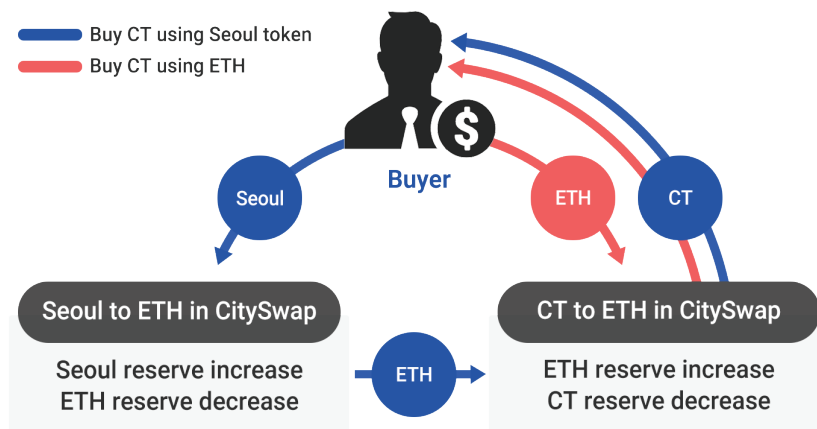 Buy CT using Seoul token
Buy CT using ETH
$
Buyer
Seoul
ETH
CT
Seoul to ETH in CitySwap
CT to ETH in CitySwap
Seoul reserve increase
ETH reserve decrease
ETH
ETH reserve increase
CT reserve decrease